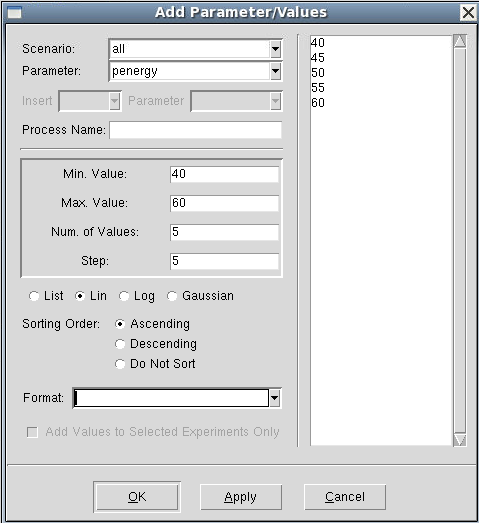 Add Parameter/Values
Scenario: all
Parameter: penergy
Insert Parameter
Process Name:
Min. Value: 40
Max. Value: 60
Num. of Values: 5
Step: 5
List Lin Log Gaussian
Sorting Order: Ascending
Descending
Do Not Sort
Format:
Add Values to Selected Experiments Only
40
45
50
55
60
OK Apply Cancel